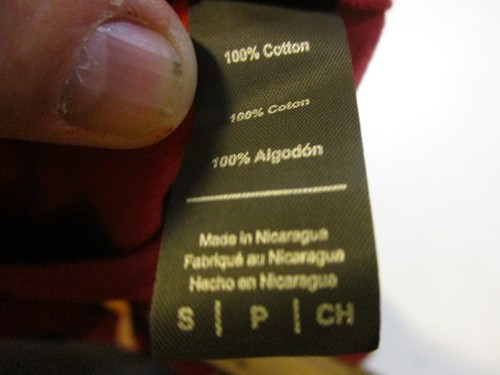 100% Cotton
100% Coton
100% Algodón
Made in Nicaragua
Fabriqué au Nicaragua
Hecho en Nicaragua
S | P | CH